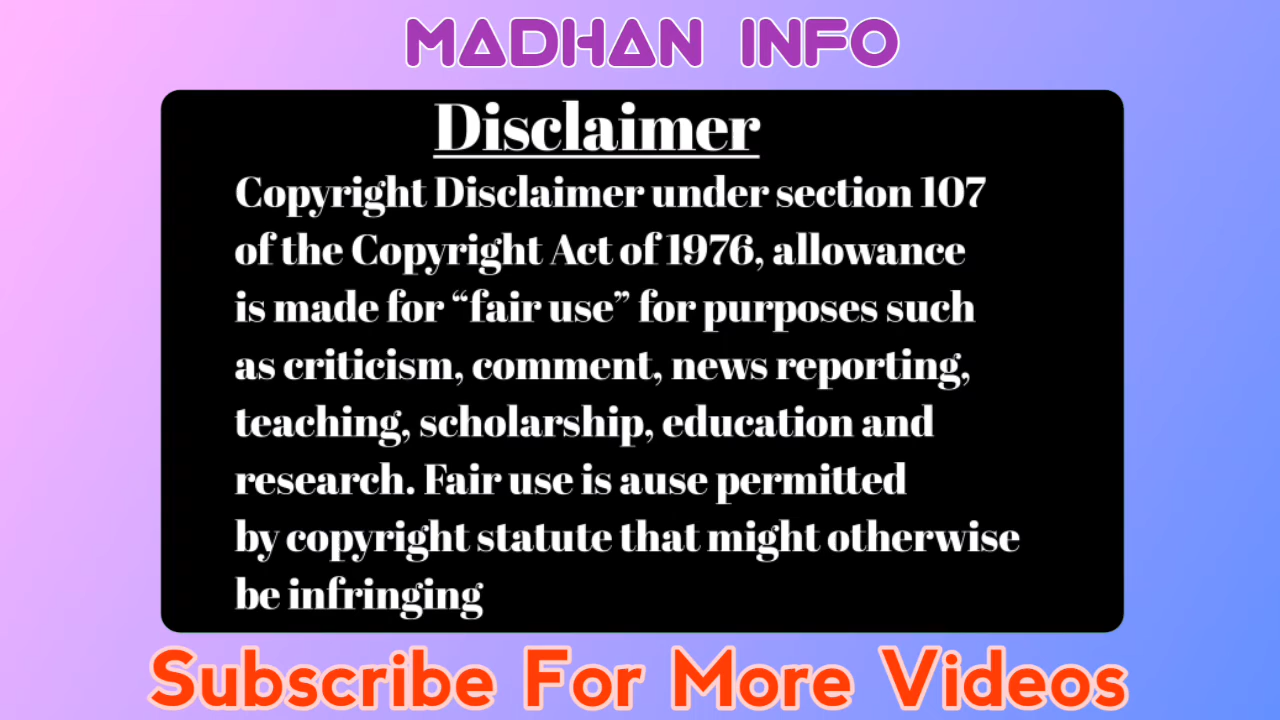 MADHAN INFO
Disclaimer
Copyright Disclaimer under section 107
of the Copyright Act of 1976, allowance
is made for “fair use” for purposes such
as criticism, comment, news reporting,
teaching, scholarship, education and
research. Fair use is ause permitted
by copyright statute that might otherwise
be infringing
Subscribe For More Videos